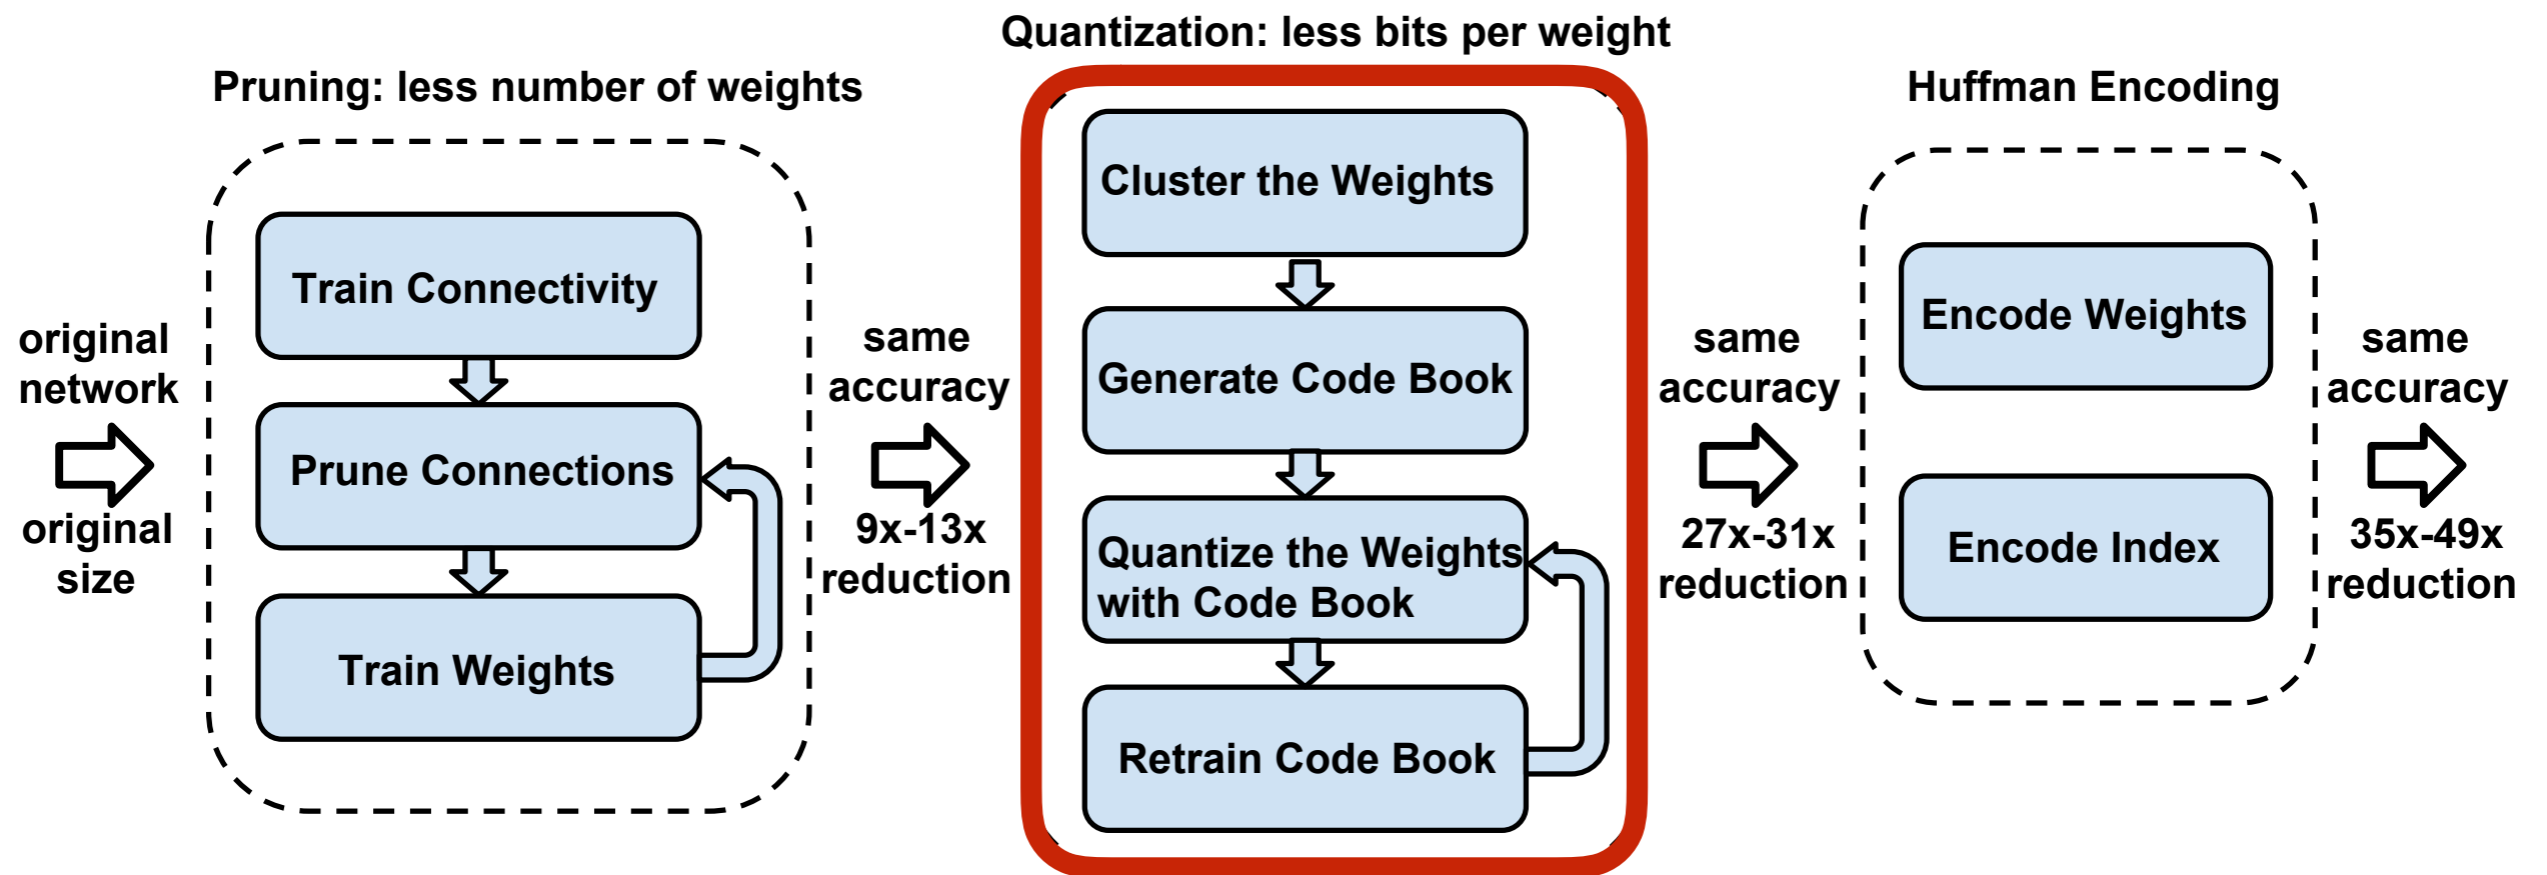 original
network
original
size
Pruning: less number of weights
Train Connectivity
Prune Connections
Train Weights
same
accuracy
9x-13x
reduction
Quantization: less bits per weight
Cluster the Weights
Generate Code Book
Quantize the Weights
with Code Book
Retrain Code Book
same
accuracy
27x-31x
reduction
Huffman Encoding
Encode Weights
Encode Index
same
accuracy
35x-49x
reduction